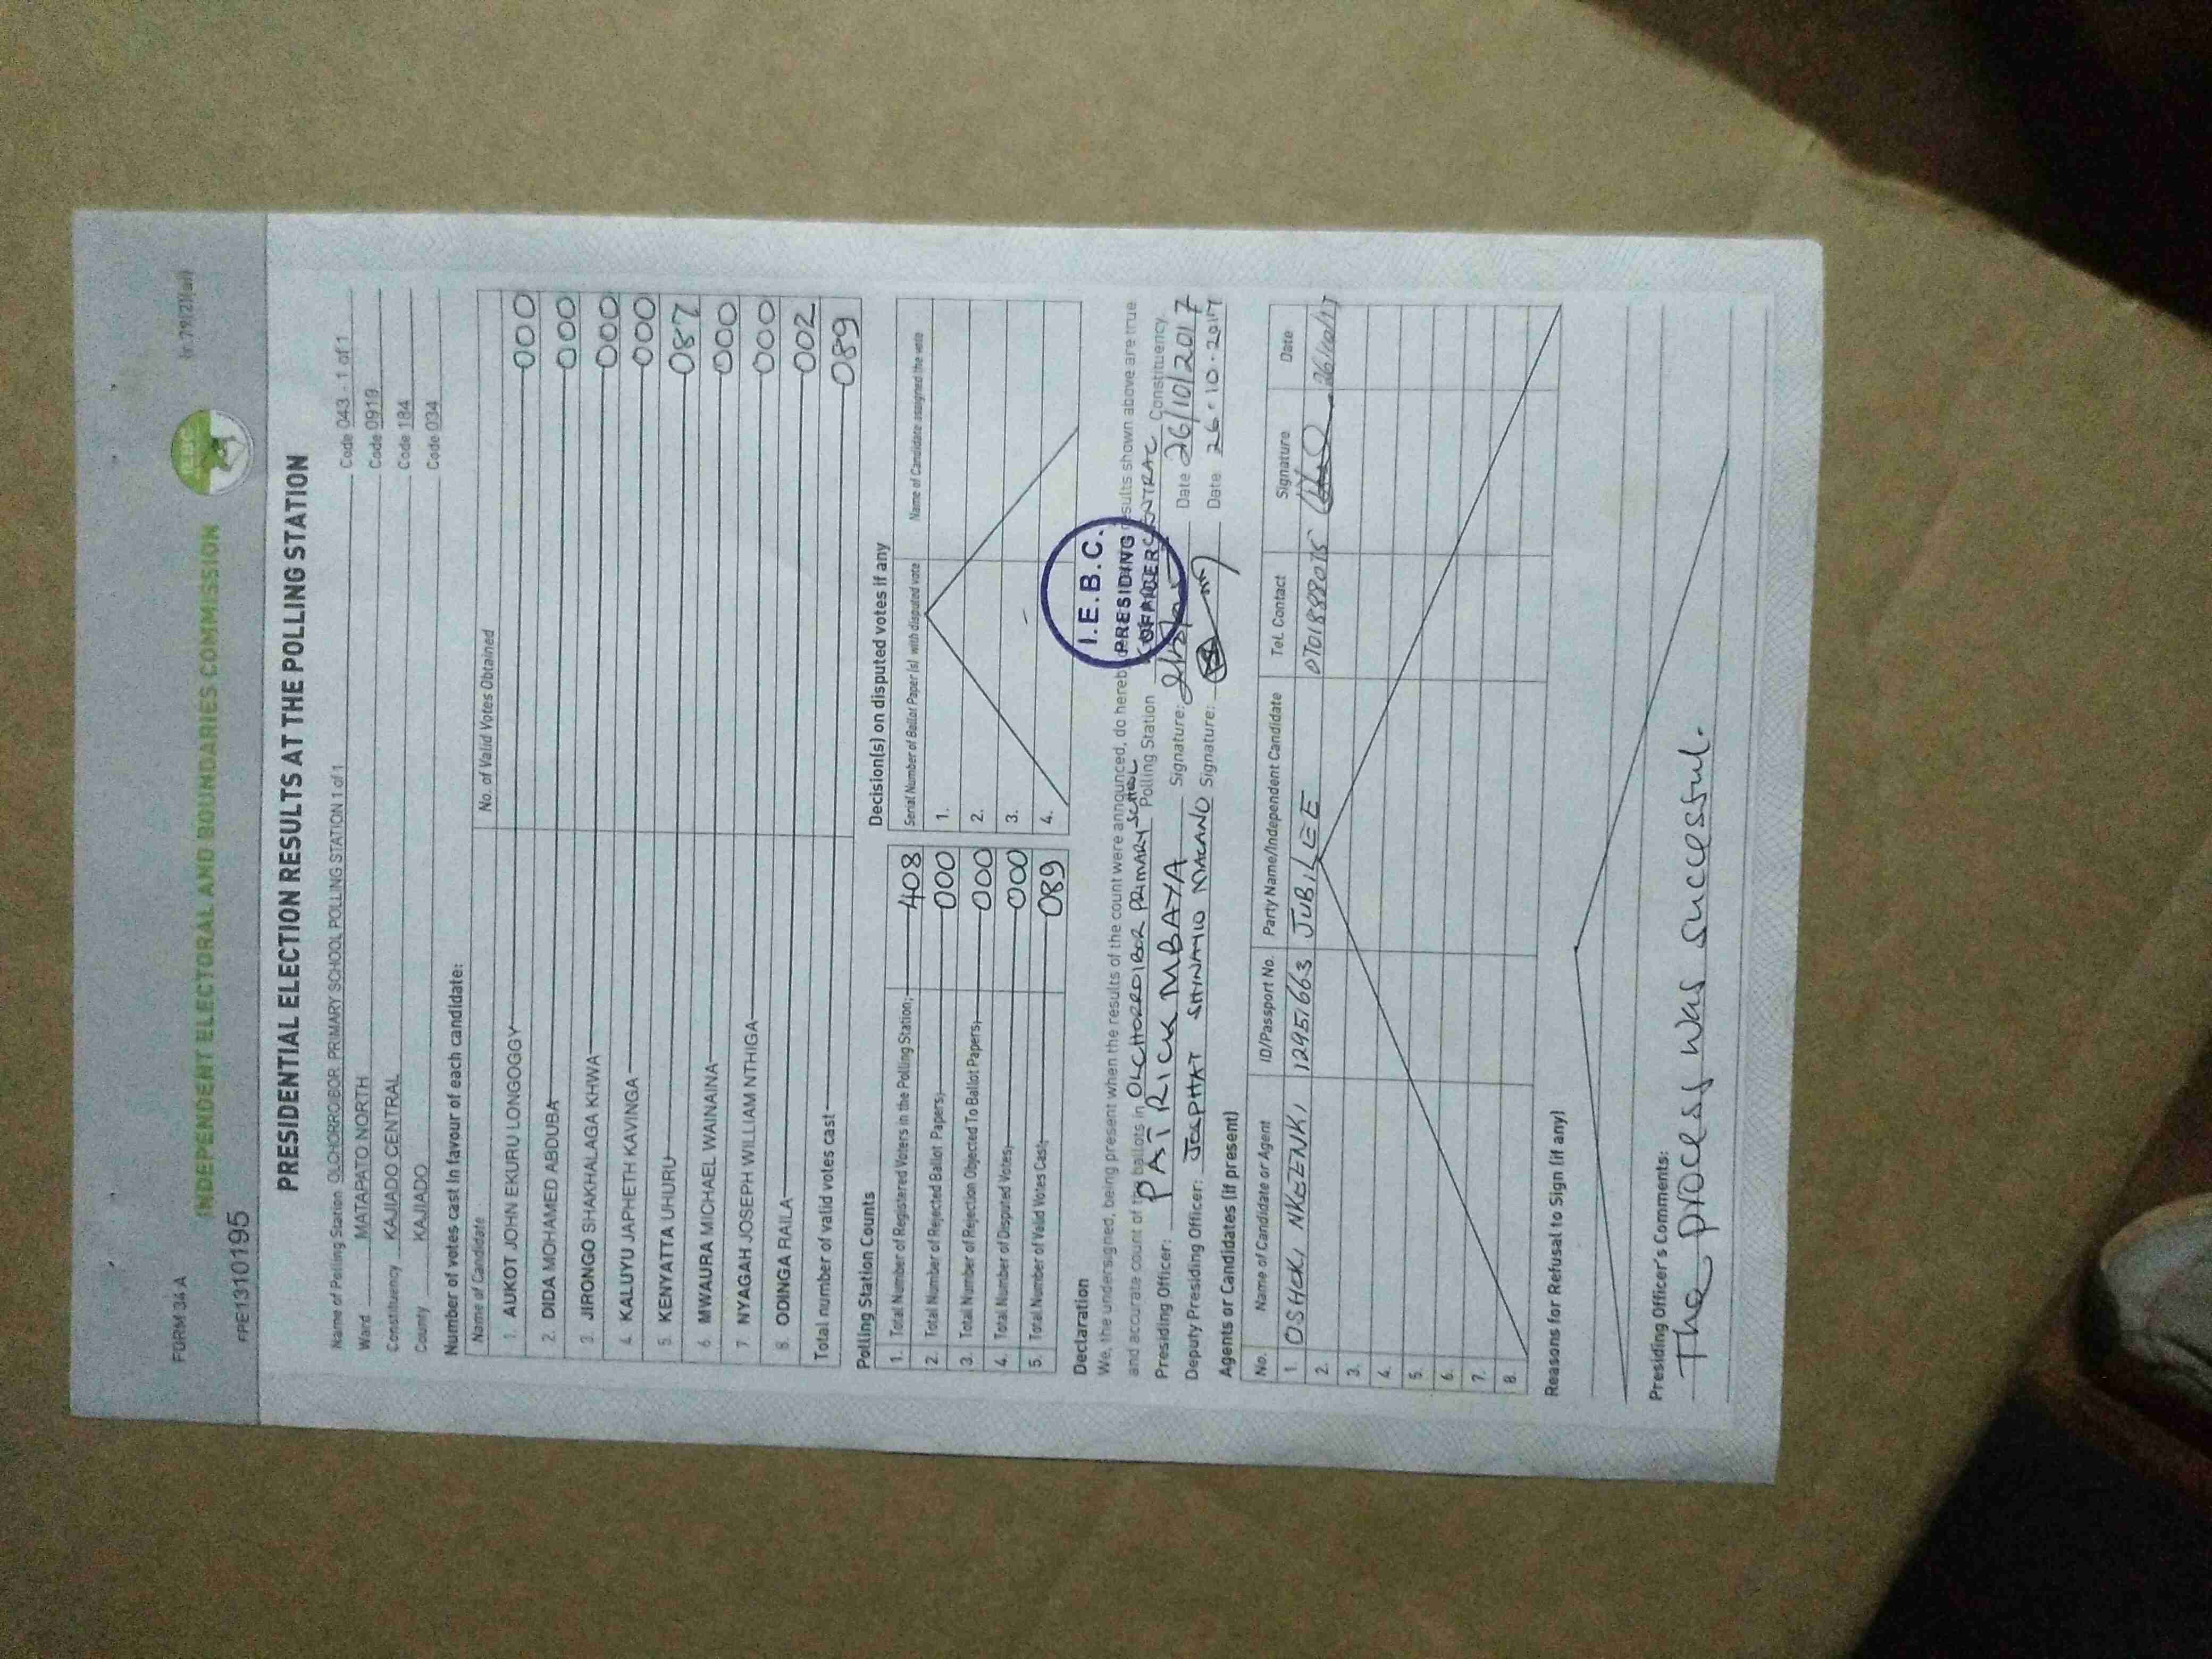 FORM 34 A
(r.79(2)(a))
INDEPENDENT ELECTORAL AND BOUNDARIES COMMISSION
IEBC
FPE1310195
PRESIDENTIAL ELECTION RESULTS AT THE POLLING STATION
Name of Polling Station OLCHORROIBOR PRIMARY SCHOOL POLLING STATION 1 of 1 Code 043 - 1 of 1
Ward MATAPATO NORTH Code 0919
Constituency KAJIADO CENTRAL Code 184
County KAJIADO Code 034
Number of votes cast in favour of each candidate:
Name of Candidate No. of Valid Votes Obtained
1. AUKOT JOHN EKURU LONGOGGY 000
2. DIDA MOHAMED ABDUBA 000
3. JIRONGO SHAKHALAGA KHWA 000
4. KALUYU JAPHETH KAVINGA 000
5. KENYATTA UHURU 087
6. MWAURA MICHAEL WAINAINA 000
7. NYAGAH JOSEPH WILLIAM NTHIGA 000
8. ODINGA RAILA 002
Total number of valid votes cast 089
Polling Station Counts
1. Total Number of Registered Voters in the Polling Station; 408
2. Total Number of Rejected Ballot Papers; 000
3. Total Number of Rejection Objected To Ballot Papers; 000
4. Total Number of Disputed Votes; 000
5. Total Number of Valid Votes Cast; 089
Decision(s) on disputed votes if any
Serial Number of Ballot Paper (s) with disputed vote Name of Candidate assigned the vote
1.
2.
3.
4.
I.E.B.C.
PRESIDING
OFFICER
Declaration
We, the undersigned, being present when the results of the count were announced, do hereby results shown above are true
and accurate count of the ballots in OLCHORROIBOR PRIMARY SCHOOL Polling Station Constituency.
Presiding Officer: PATRICK MBAYA Signature: Date 26/10/2017
Deputy Presiding Officer: JOSPHAT Signature: Date 26.10.2017
Agents or Candidates (if present)
No. Name of Candidate or Agent ID/Passport No. Party Name/Independent Candidate Tel. Contact Signature Date
1. OSHOKI NKEENKI 12951663 JUBILEE 0701888075 26/10/17
2.
3.
4.
5.
6.
7.
8.
Reasons for Refusal to Sign (if any)
Presiding Officer's Comments:
The process was successful.